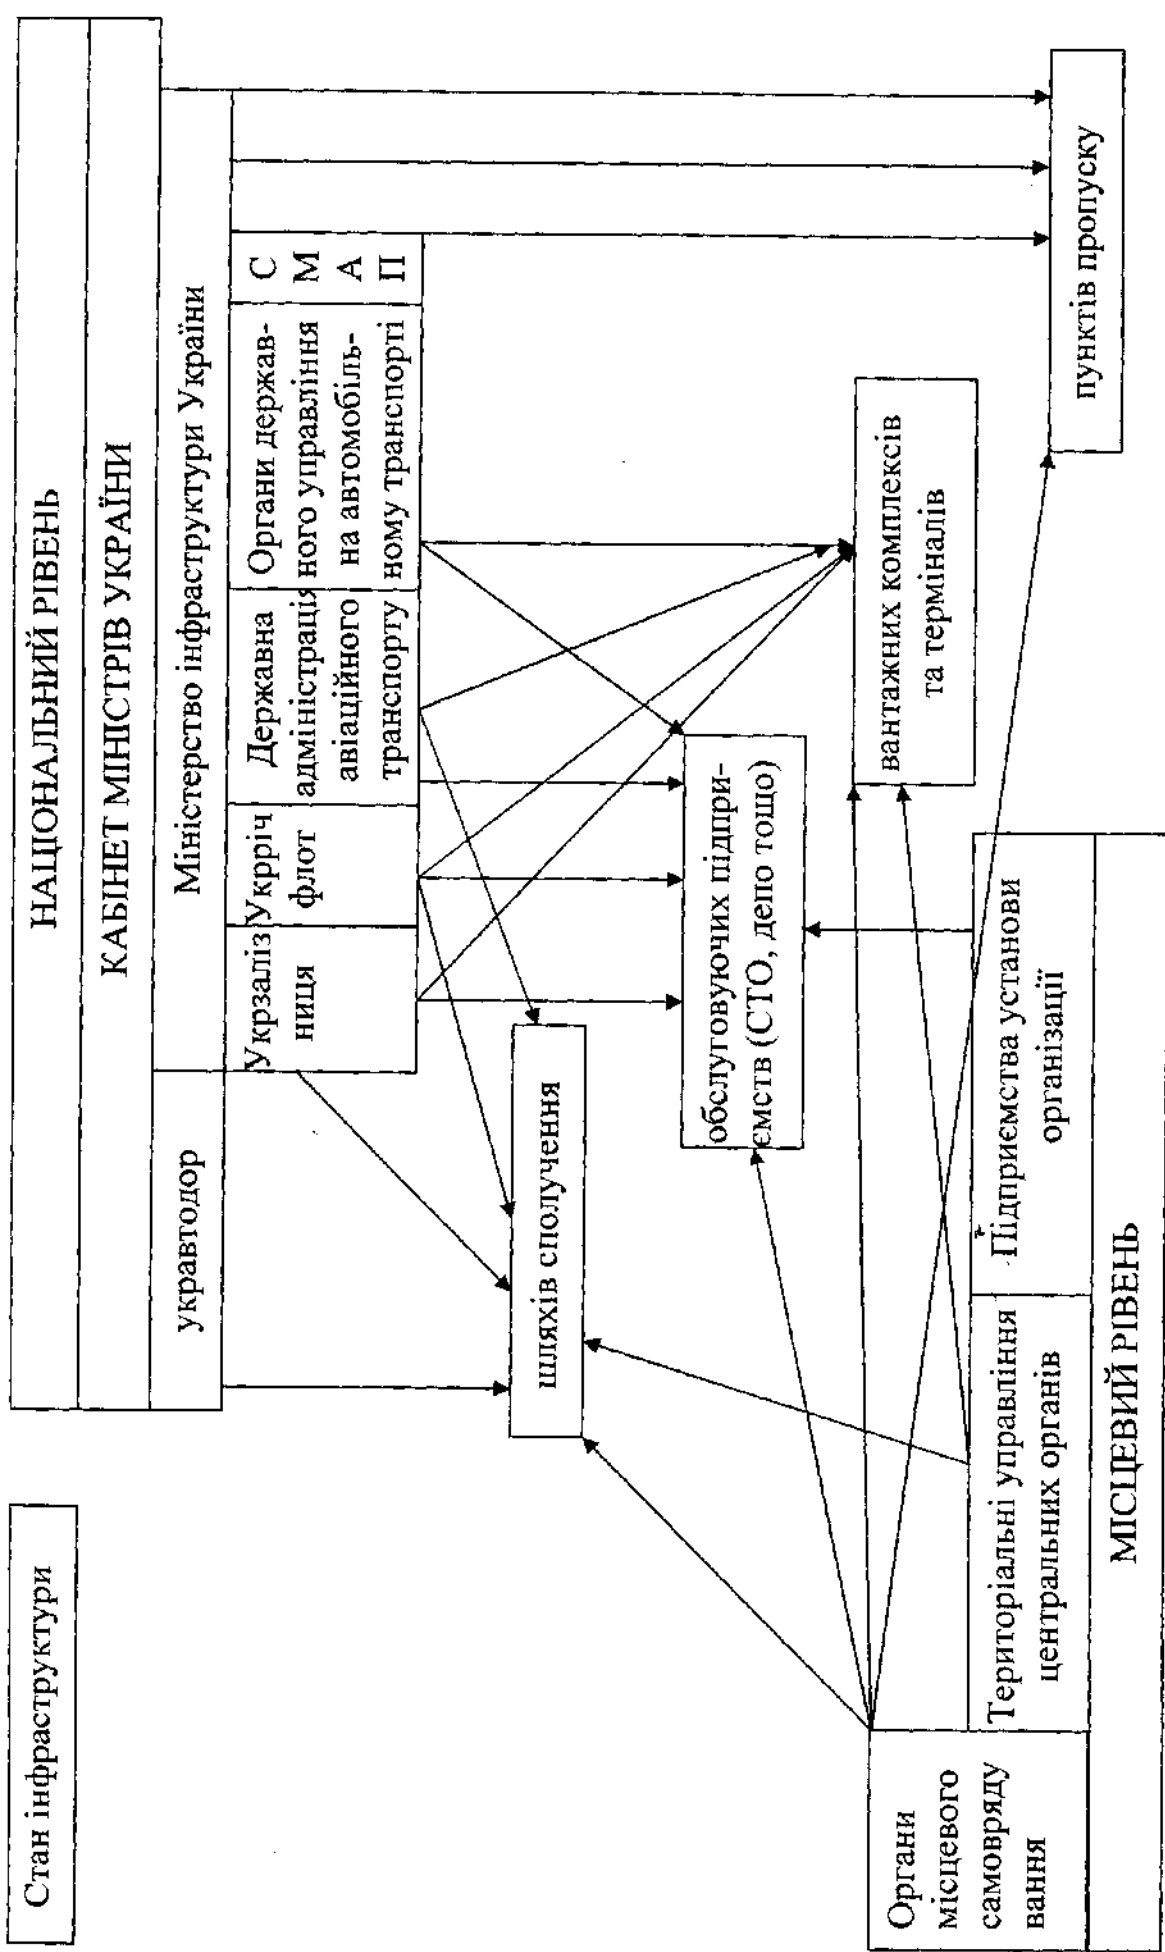 Стан інфраструктури
НАЦІОНАЛЬНИЙ РІВЕНЬ
КАБІНЕТ МІНІСТРІВ УКРАЇНИ
укравтодор
Міністерство інфраструктури України
Укрзаліз
ниця
Укрріч
флот
Державна
адміністрація
авіаційного
транспорту
Органи держав-
ного управління
на автомобіль-
ному транспорті
С
М
А
П
шляхів сполучення
обслуговуючих підпри-
ємств (СТО, депо тощо)
вантажних комплексів
та терміналів
пунктів пропуску
Органи
місцевого
самовряду
вання
Територіальні управління
центральних органів
Підприємства установи
організації
МІСЦЕВИЙ РІВЕНЬ